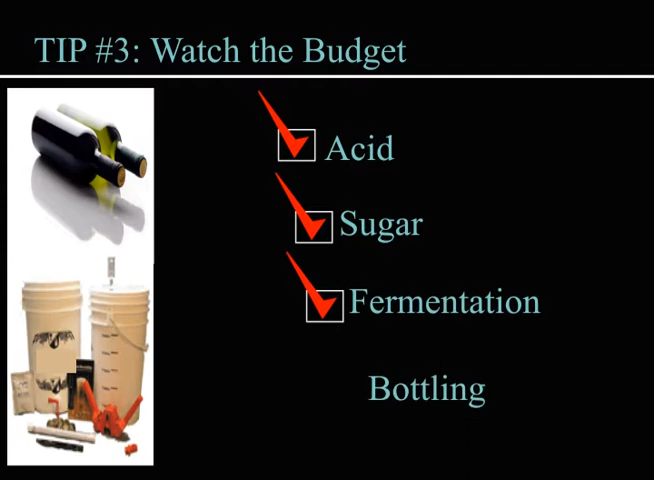 TIP #3: Watch the Budget
Acid
Sugar
Fermentation
Bottling